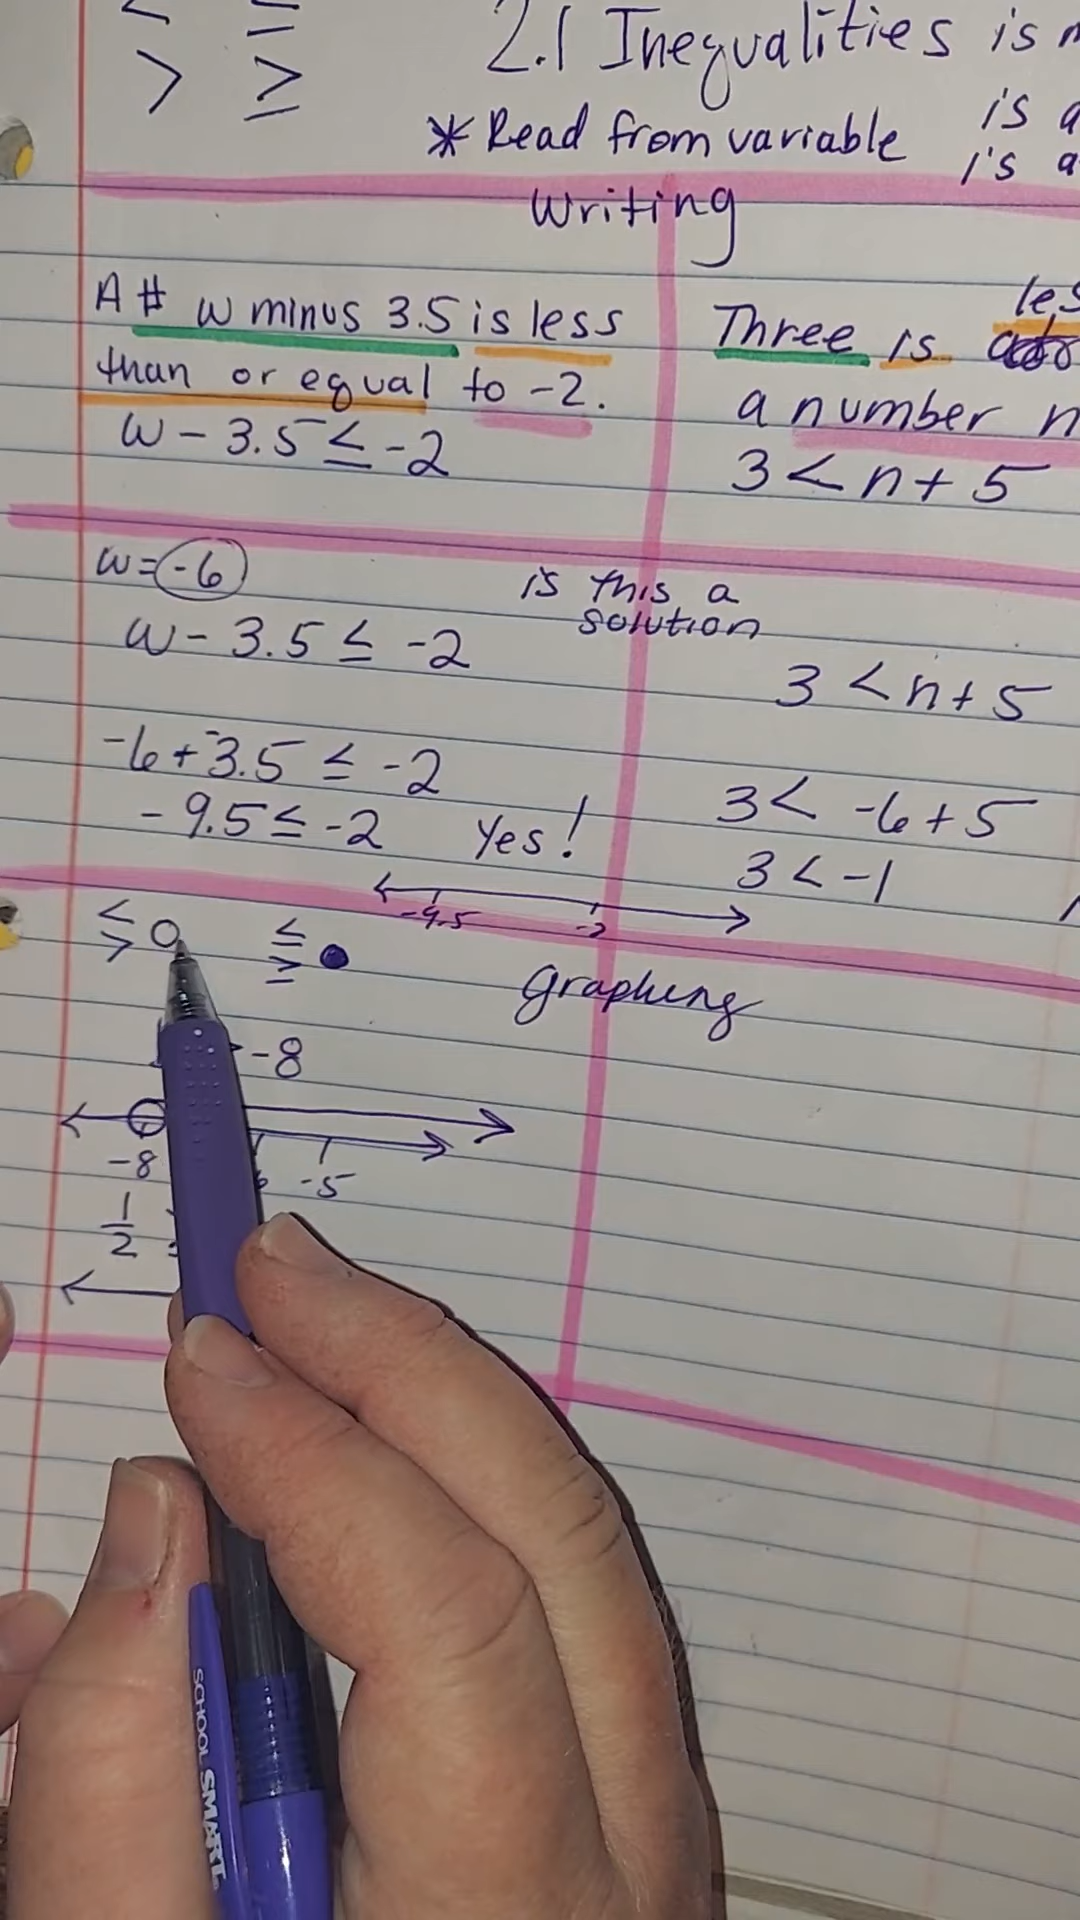 < ≤
> ≥
2.1 Inequalities is
* Read from variable
is
is
Writing
A # w minus 3.5 is less
than or equal to -2.
w - 3.5 ≤ -2
Three is
a number n
3 < n + 5
w = -6
is this a
solution
w - 3.5 ≤ -2
-6 + -3.5 ≤ -2
-9.5 ≤ -2 Yes!
-9.5 -2
3 < n + 5
3 < -6 + 5
3 < -1
< ≤
> ≥
Graphing
-8
-8 -5
1/2
SCHOOL SMART